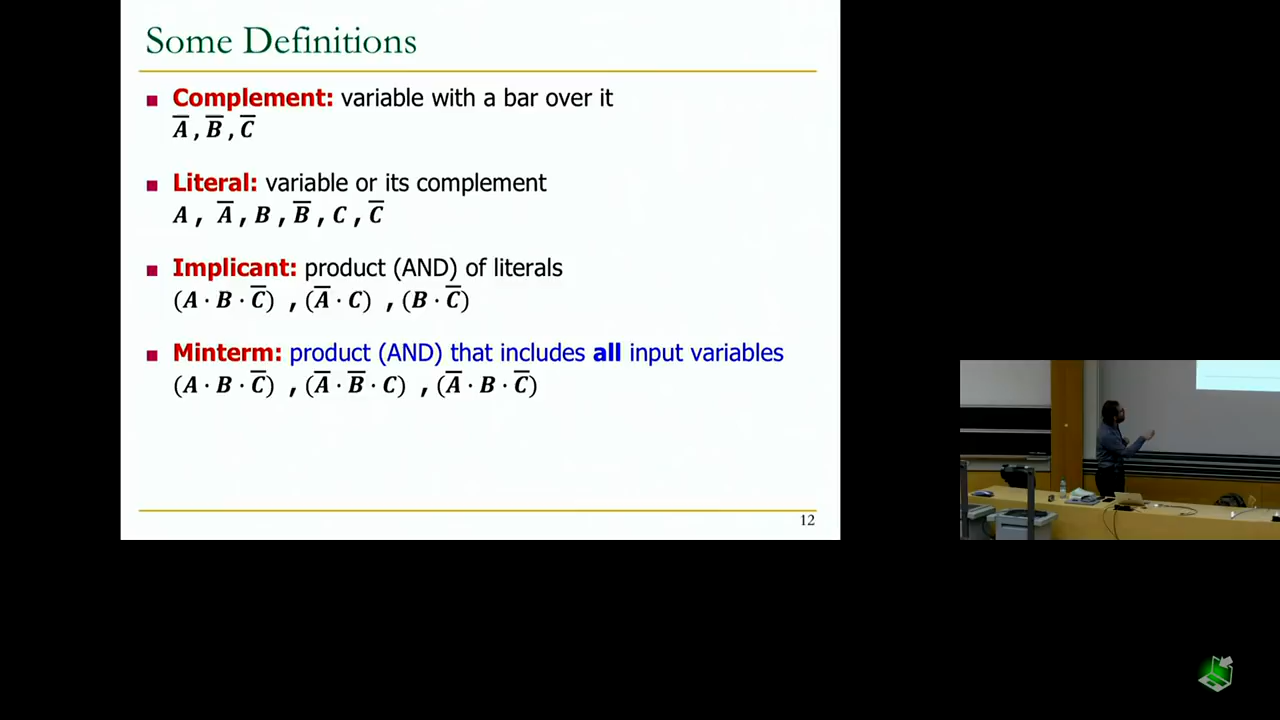 Some Definitions
Complement: variable with a bar over it
A̅ , B̅ , C̅
Literal: variable or its complement
A , A̅ , B , B̅ , C , C̅
Implicant: product (AND) of literals
(A · B · C̅) , (A̅ · C) , (B · C̅)
Minterm: product (AND) that includes all input variables
(A · B · C̅) , (A̅ · B̅ · C) , (A̅ · B · C̅)
12